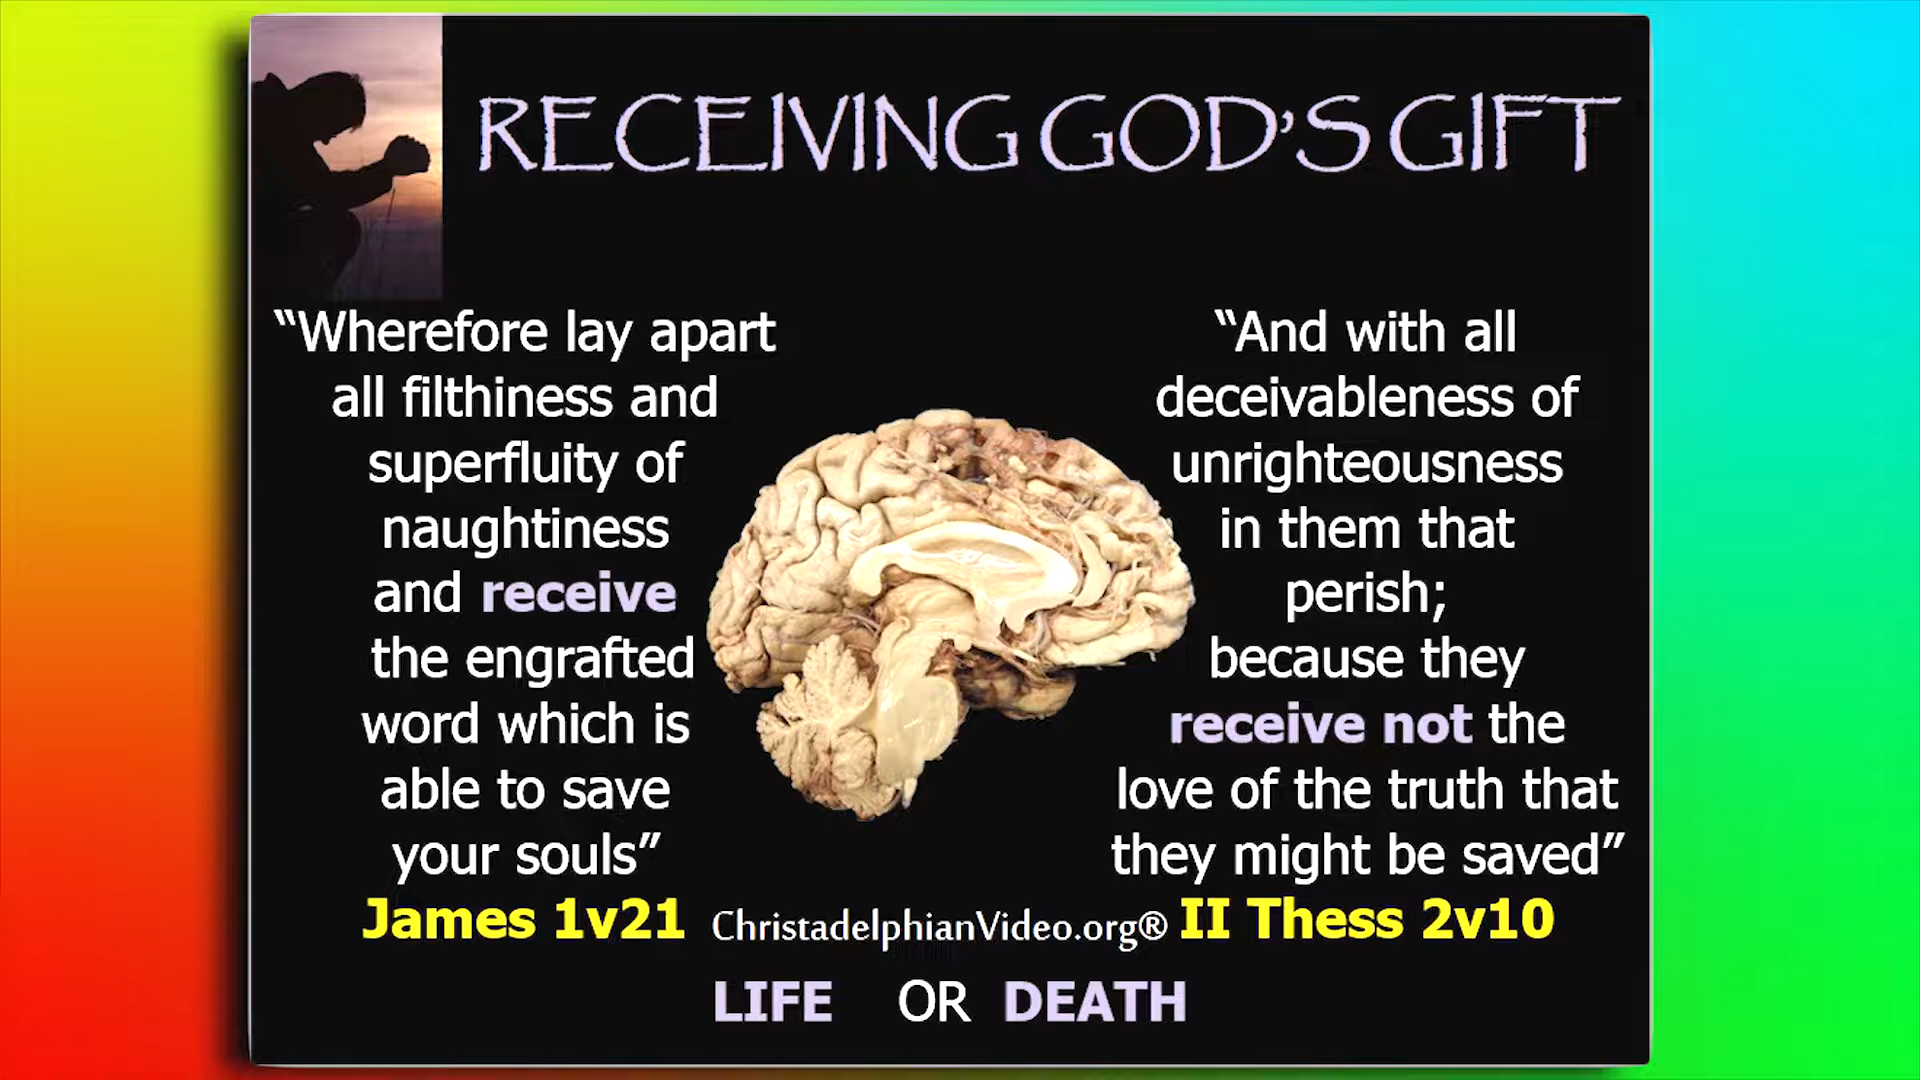 RECEIVING GOD'S GIFT
“Wherefore lay apart
all filthiness and
superfluity of
naughtiness
and receive
the engrafted
word which is
able to save
your souls”
James 1v21
“And with all
deceivableness of
unrighteousness
in them that
perish;
because they
receive not the
love of the truth that
they might be saved”
II Thess 2v10
ChristadelphianVideo.org®
LIFE OR DEATH